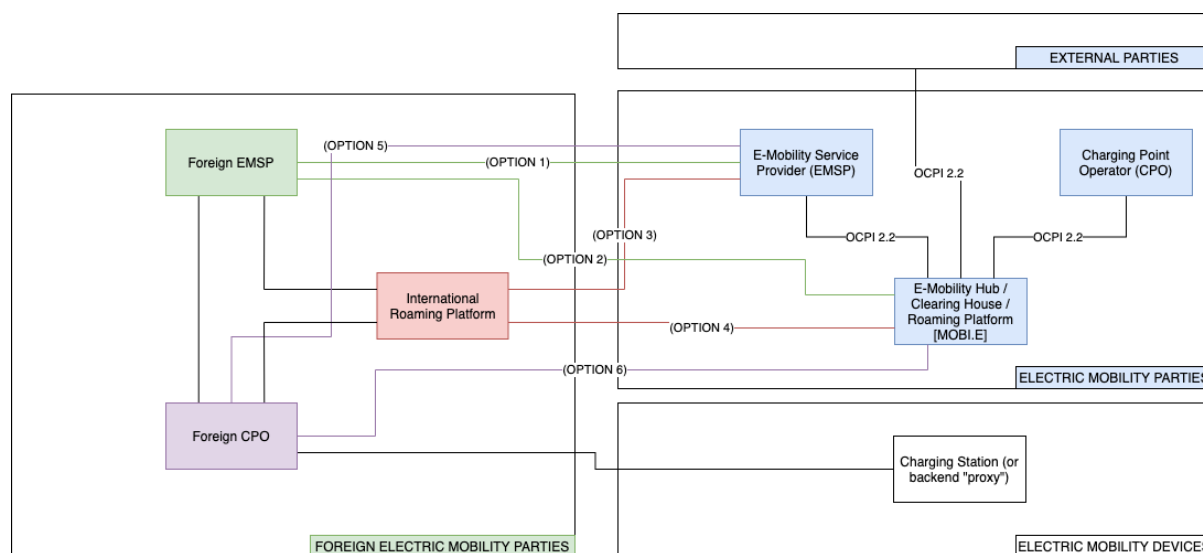 EXTERNAL PARTIES
Foreign EMSP
(OPTION 5)
(OPTION 1)
E-Mobility Service
Provider (EMSP)
Charging Point
Operator (CPO)
OCPI 2.2
(OPTION 3)
OCPI 2.2
OCPI 2.2
(OPTION 2)
International
Roaming Platform
E-Mobility Hub /
Clearing House /
Roaming Platform
[MOBI.E]
(OPTION 4)
(OPTION 6)
ELECTRIC MOBILITY PARTIES
Foreign CPO
Charging Station (or
backend "proxy")
FOREIGN ELECTRIC MOBILITY PARTIES
ELECTRIC MOBILITY DEVICES